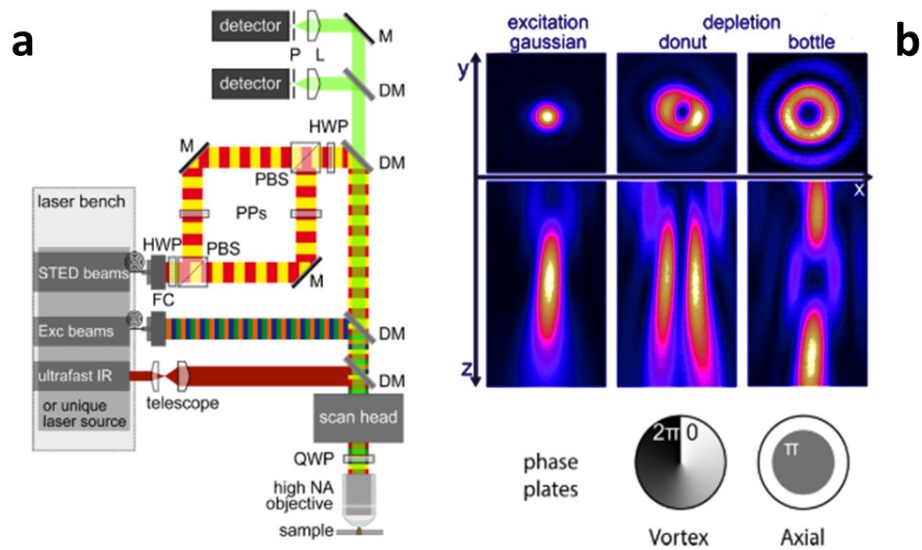 a
detector
P
L
M
detector
DM
M
HWP
DM
PBS
PPs
laser bench
HWP
PBS
STED beams
FC
M
Exc beams
DM
ultrafast IR
telescope
DM
or unique
laser source
scan head
QWP
high NA
objective
sample
b
excitation
gaussian
depletion
donut
bottle
y
x
z
phase
plates
2π
0
π
Vortex
Axial